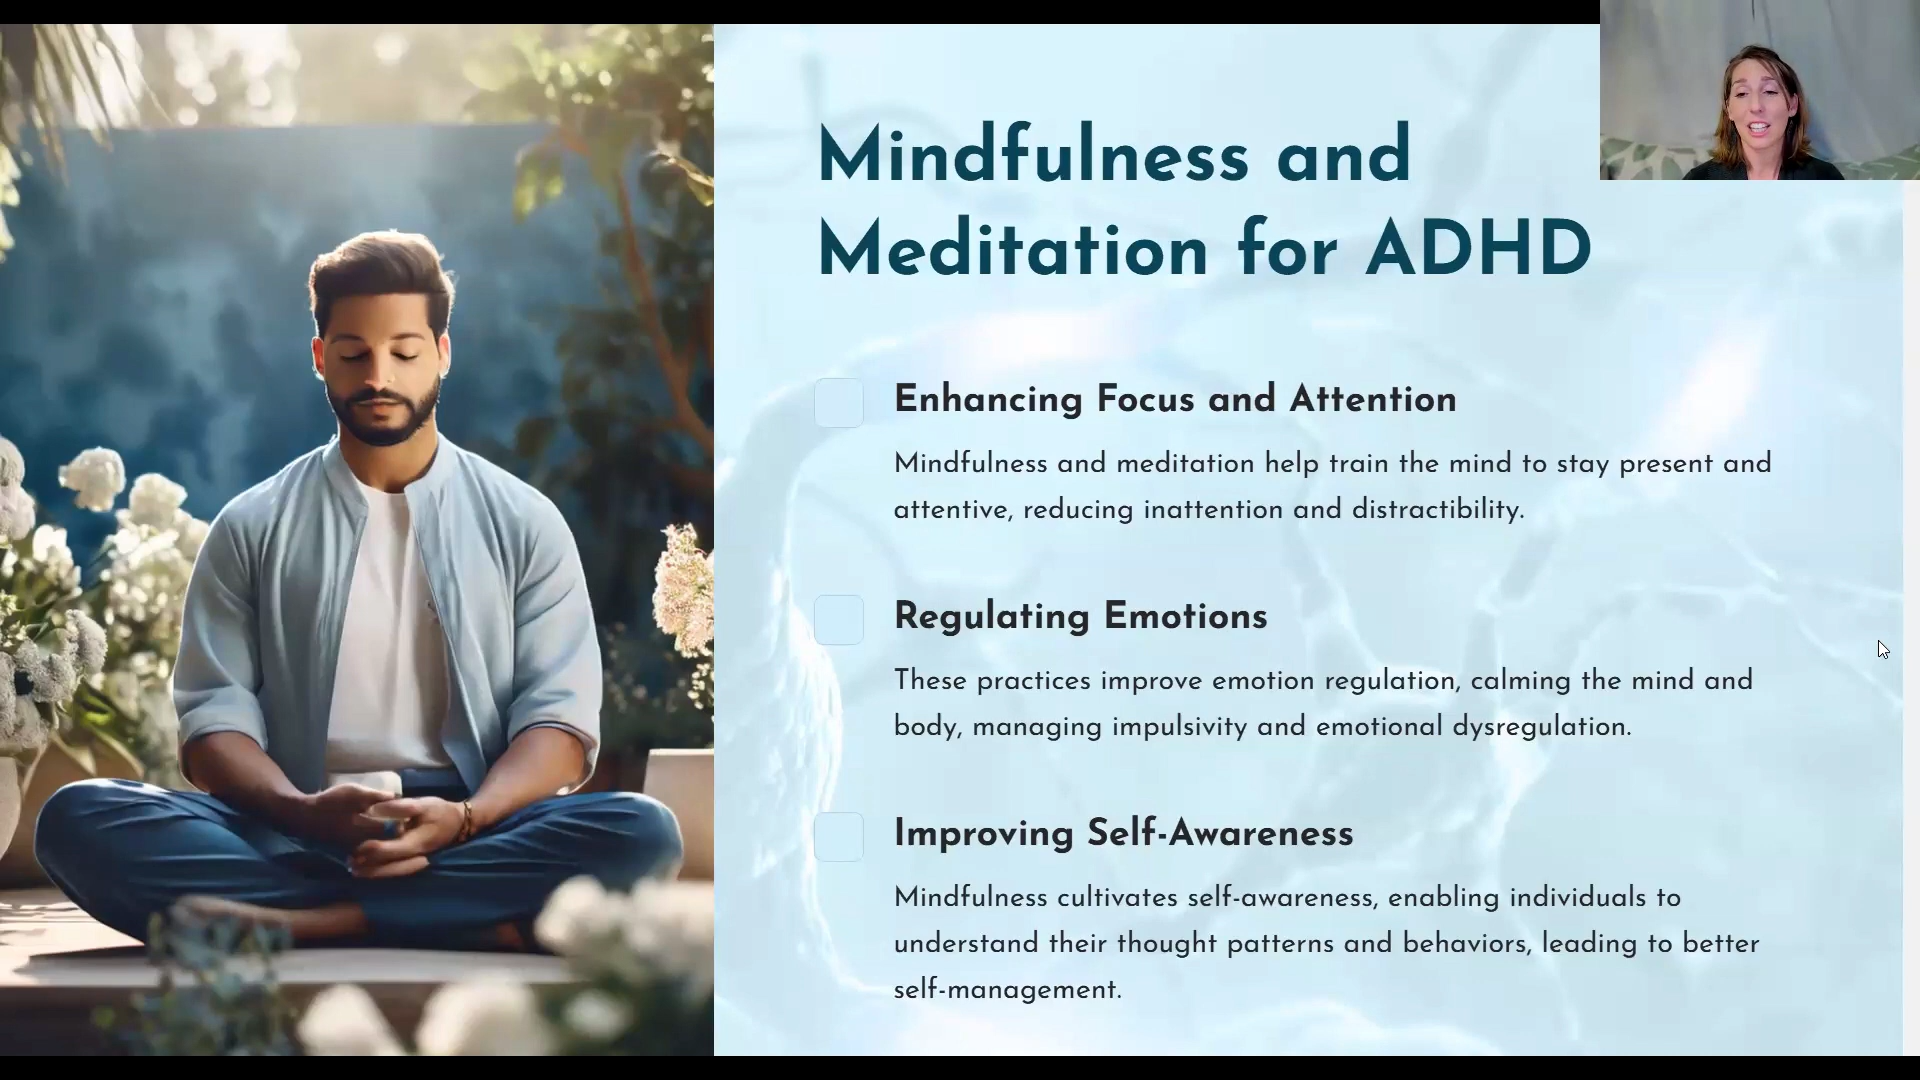 Mindfulness and
Meditation for ADHD
Enhancing Focus and Attention
Mindfulness and meditation help train the mind to stay present and
attentive, reducing inattention and distractibility.
Regulating Emotions
These practices improve emotion regulation, calming the mind and
body, managing impulsivity and emotional dysregulation.
Improving Self-Awareness
Mindfulness cultivates self-awareness, enabling individuals to
understand their thought patterns and behaviors, leading to better
self-management.